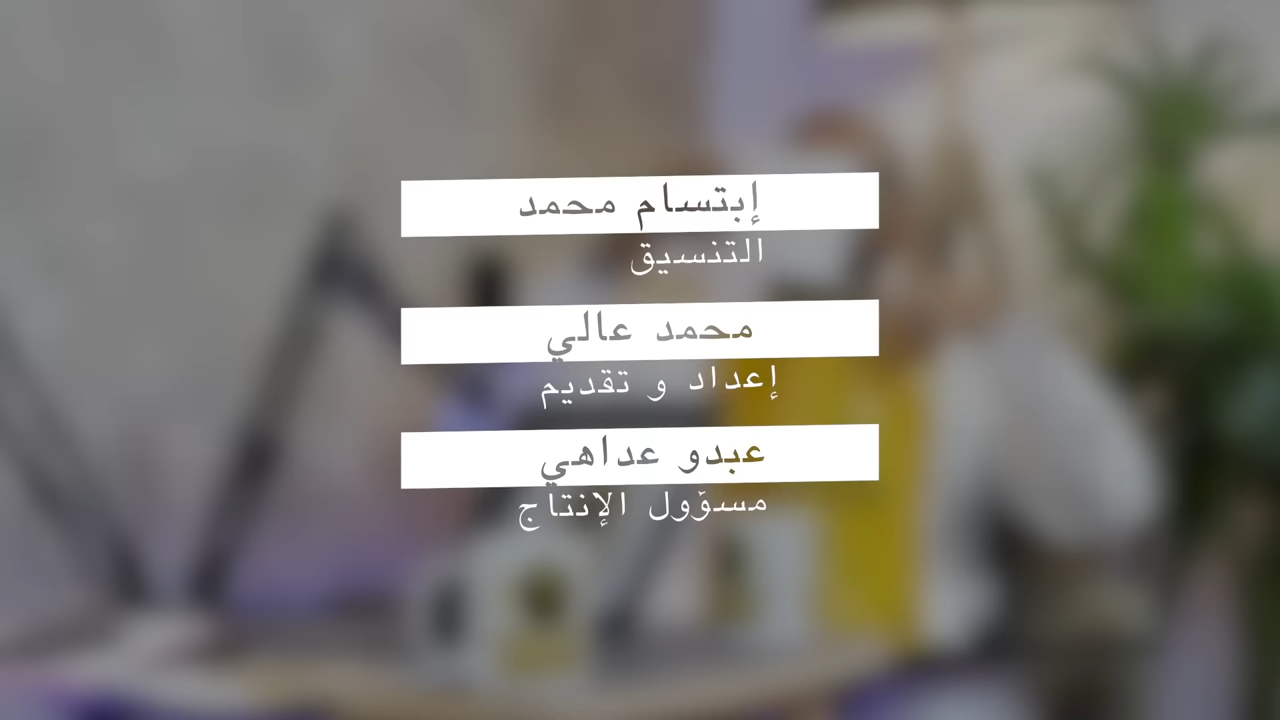 إبتسام محمد
التنسيق
محمد عالي
إعداد و تقديم
عبدو عداهي
مسؤول الإنتاج